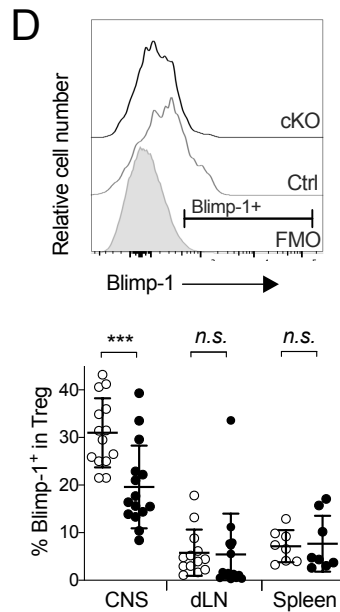 D
Relative cell number
cKO
Ctrl
Blimp-1+
FMO
Blimp-1
*** n.s. n.s.
% Blimp-1⁺ in Treg
40
30
20
10
0
CNS dLN Spleen